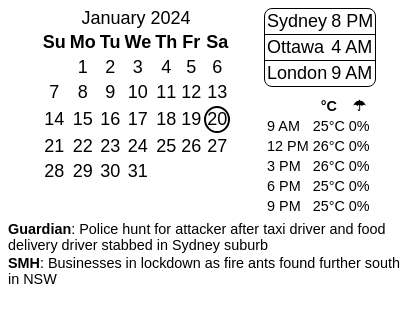 January 2024
Su Mo Tu We Th Fr Sa
1 2 3 4 5 6
7 8 9 10 11 12 13
14 15 16 17 18 19 20
21 22 23 24 25 26 27
28 29 30 31
Sydney 8 PM
Ottawa 4 AM
London 9 AM
°C ☂
9 AM 25°C 0%
12 PM 26°C 0%
3 PM 26°C 0%
6 PM 25°C 0%
9 PM 25°C 0%
Guardian: Police hunt for attacker after taxi driver and food
delivery driver stabbed in Sydney suburb
SMH: Businesses in lockdown as fire ants found further south
in NSW